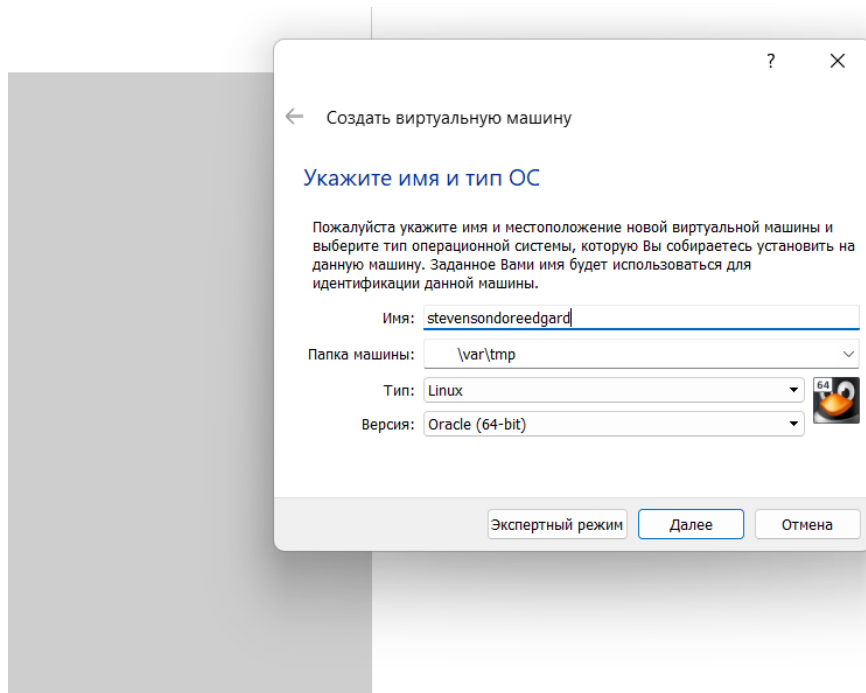 ?
Создать виртуальную машину
Укажите имя и тип ОС
Пожалуйста укажите имя и местоположение новой виртуальной машины и
выберите тип операционной системы, которую Вы собираетесь установить на
данную машину. Заданное Вами имя будет использоваться для
идентификации данной машины.
Имя: stevensondoreedgard
Папка машины: \var\tmp
Тип: Linux
64
Версия: Oracle (64-bit)
Экспертный режим Далее Отмена